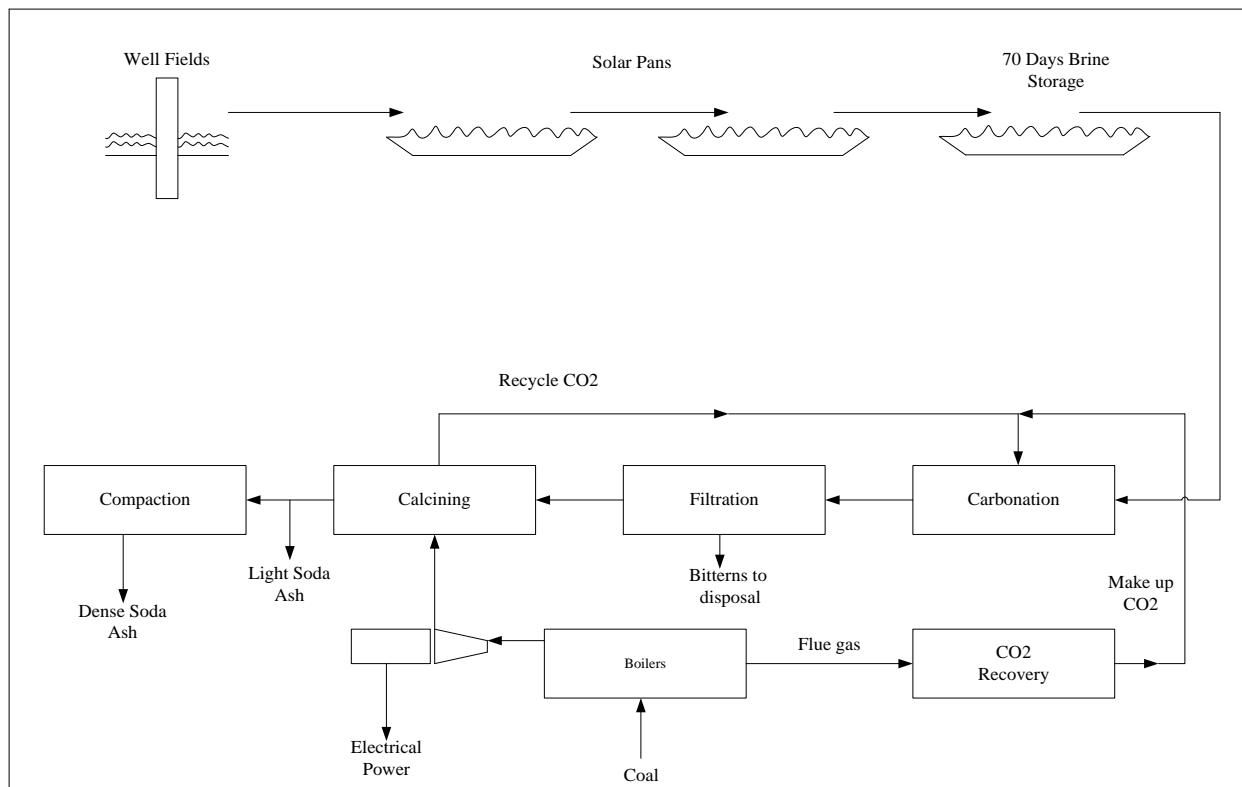 Well Fields
Solar Pans
70 Days Brine
Storage
Recycle CO2
Compaction
Calcining
Filtration
Carbonation
Light Soda
Ash
Bitterns to
disposal
Make up
CO2
Dense Soda
Ash
Boilers
Flue gas
CO2
Recovery
Electrical
Power
Coal